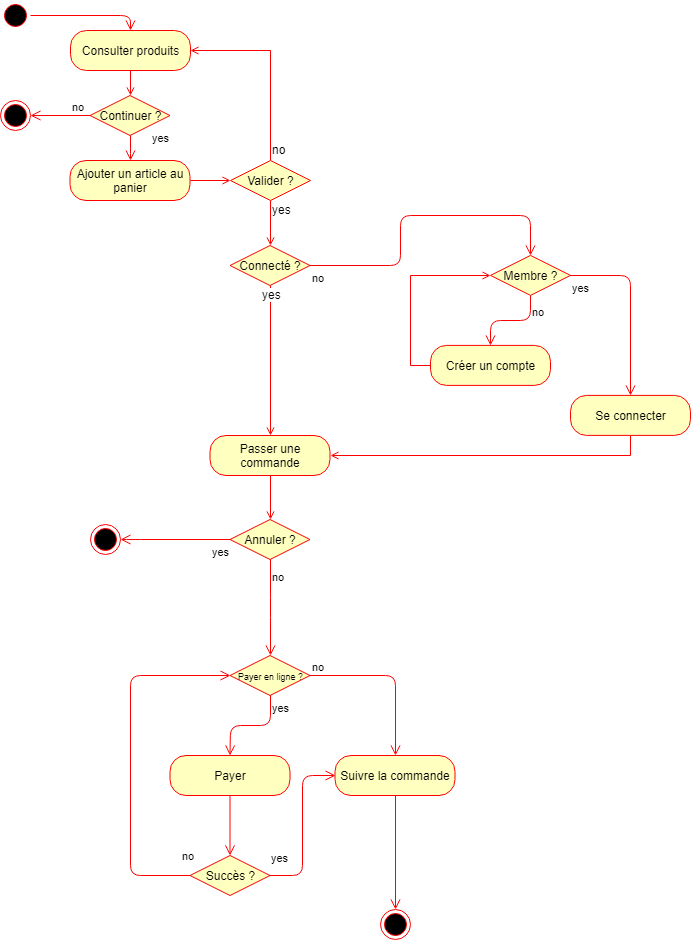 Consulter produits
no
Continuer ?
yes
no
Ajouter un article au
panier
Valider ?
yes
Connecté ?
no
Membre ?
yes
yes
no
Créer un compte
Se connecter
Passer une
commande
Annuler ?
yes
no
no
Payer en ligne ?
yes
Payer
Suivre la commande
no
yes
Succès ?